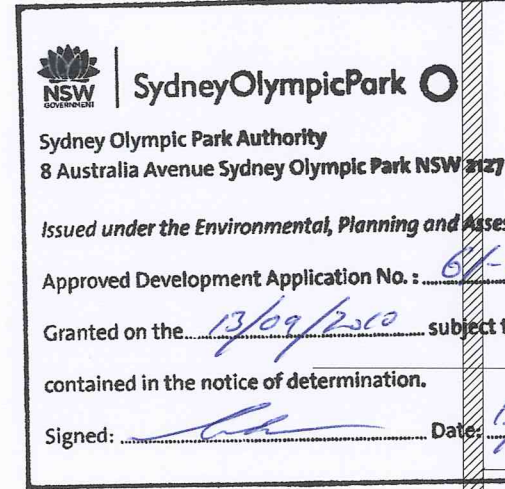 NSW
GOVERNMENT
SydneyOlympicPark
Sydney Olympic Park Authority
8 Australia Avenue Sydney Olympic Park NSW 2127
Issued under the Environmental, Planning and Asses
Approved Development Application No. :
Granted on the 13/09/2010 subject t
contained in the notice of determination.
Signed: Date: